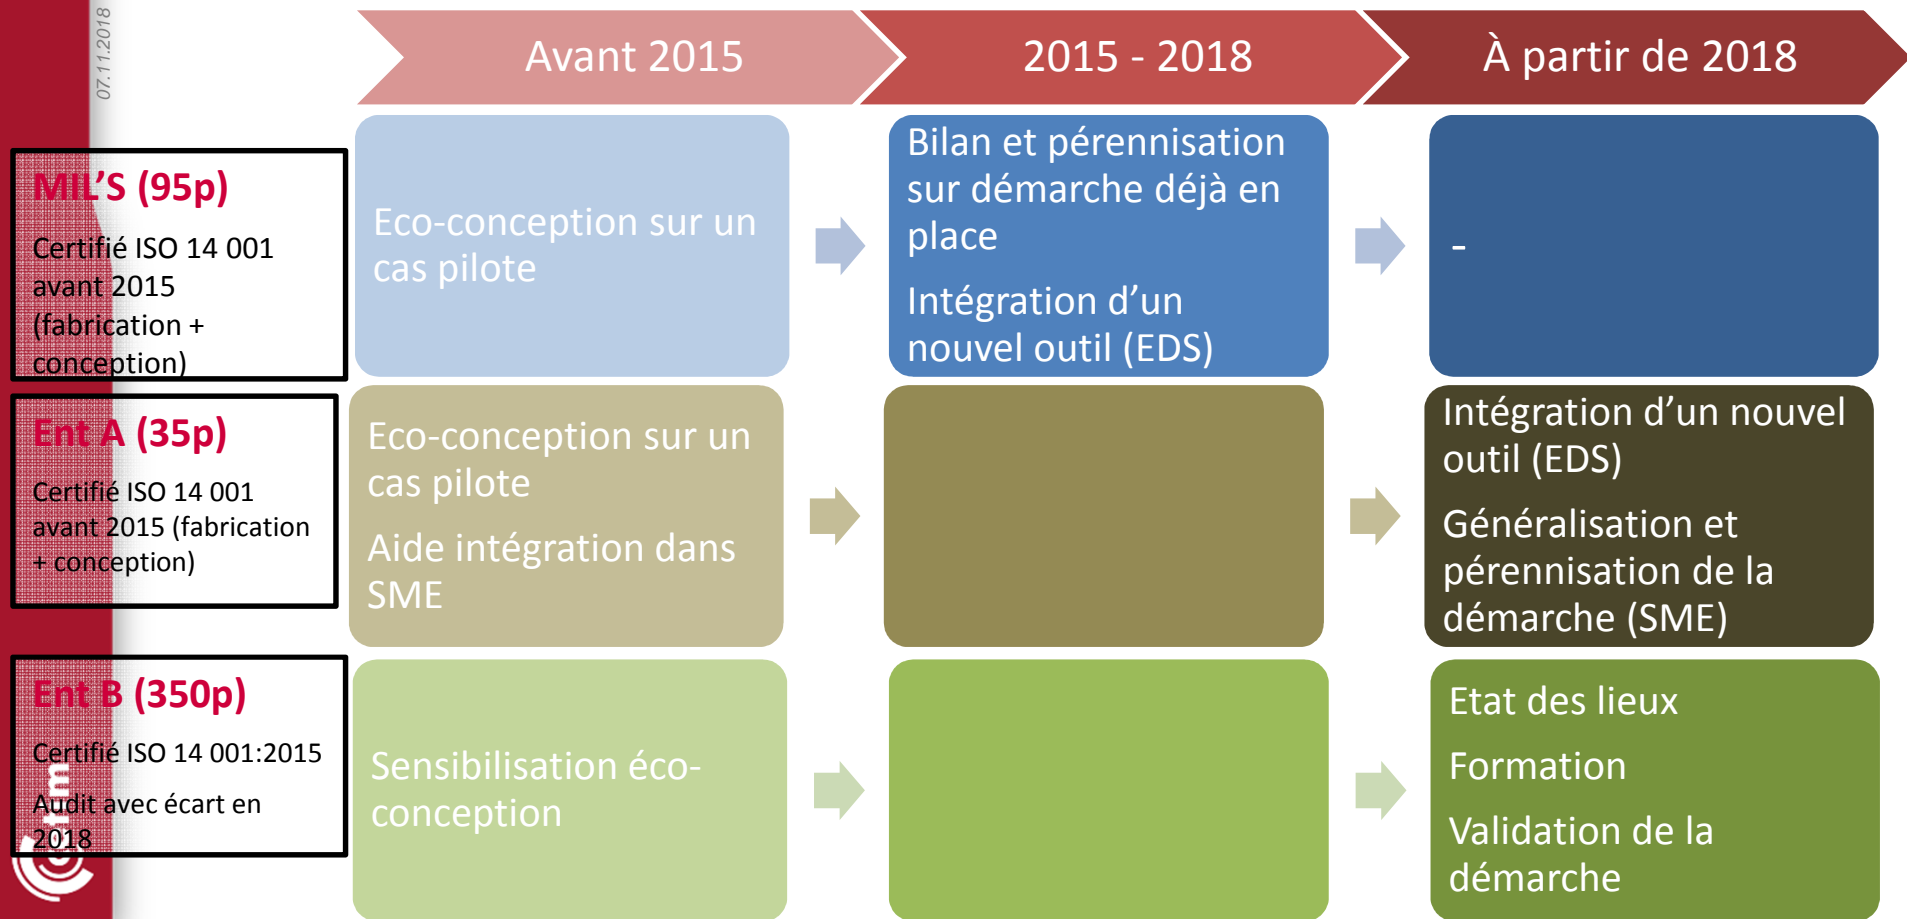 07.11.2018
Avant 2015
2015 - 2018
À partir de 2018
MIL'S (95p)
Certifié ISO 14 001
avant 2015
(fabrication +
conception)
Eco-conception sur un
cas pilote
Bilan et pérennisation
sur démarche déjà en
place
Intégration d'un
nouvel outil (EDS)
-
Ent A (35p)
Certifié ISO 14 001
avant 2015 (fabrication
+ conception)
Eco-conception sur un
cas pilote
Aide intégration dans
SME
Intégration d'un nouvel
outil (EDS)
Généralisation et
pérennisation de la
démarche (SME)
Ent B (350p)
Certifié ISO 14 001:2015
Audit avec écart en
2018
Sensibilisation éco-
conception
Etat des lieux
Formation
Validation de la
démarche